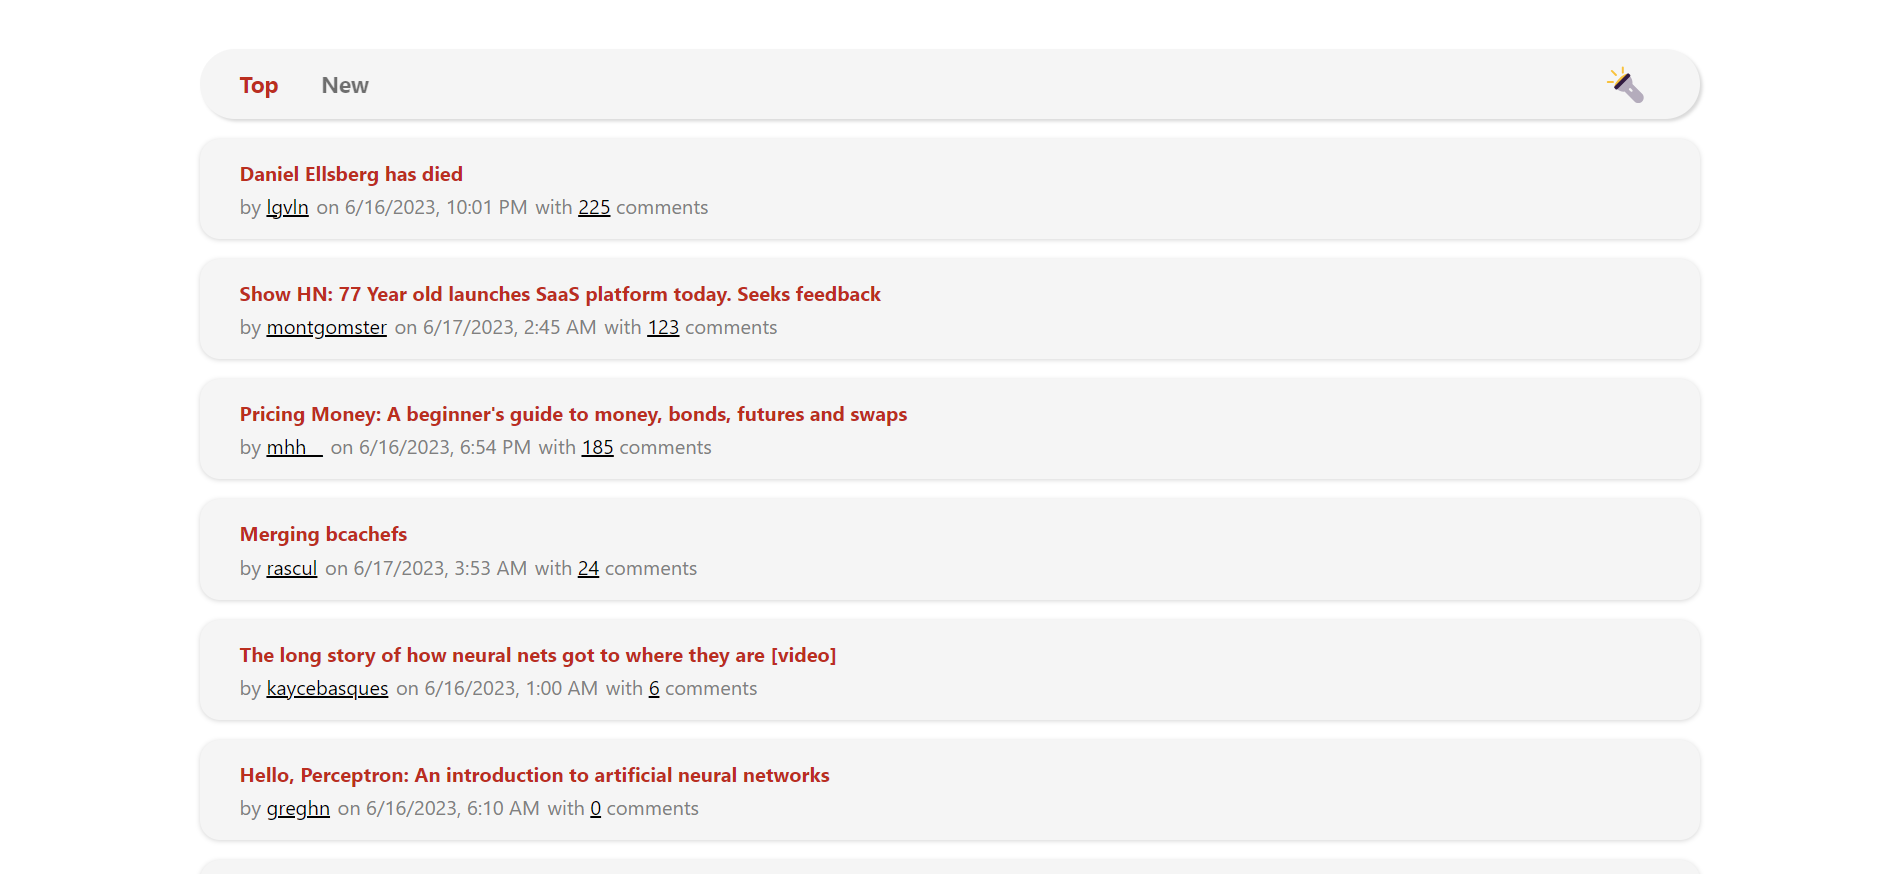 Top New
Daniel Ellsberg has died
by lgvln on 6/16/2023, 10:01 PM with 225 comments
Show HN: 77 Year old launches SaaS platform today. Seeks feedback
by montgomster on 6/17/2023, 2:45 AM with 123 comments
Pricing Money: A beginner's guide to money, bonds, futures and swaps
by mhh__ on 6/16/2023, 6:54 PM with 185 comments
Merging bcachefs
by rascul on 6/17/2023, 3:53 AM with 24 comments
The long story of how neural nets got to where they are [video]
by kaycebasques on 6/16/2023, 1:00 AM with 6 comments
Hello, Perceptron: An introduction to artificial neural networks
by greghn on 6/16/2023, 6:10 AM with 0 comments